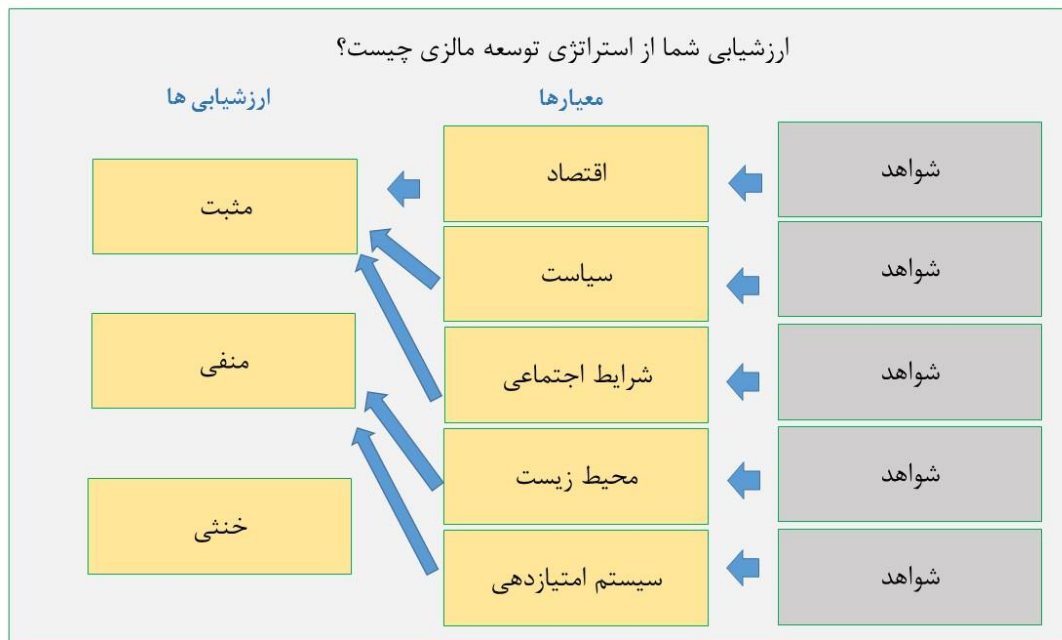 ارزشیابی شما از استراتژی توسعه مالزی چیست؟
معیارها
ارزشیابی ها
شواهد
اقتصاد
مثبت
شواهد
سیاست
شواهد
شرایط اجتماعی
منفی
شواهد
محیط زیست
خنثی
شواهد
سیستم امتیازدهی